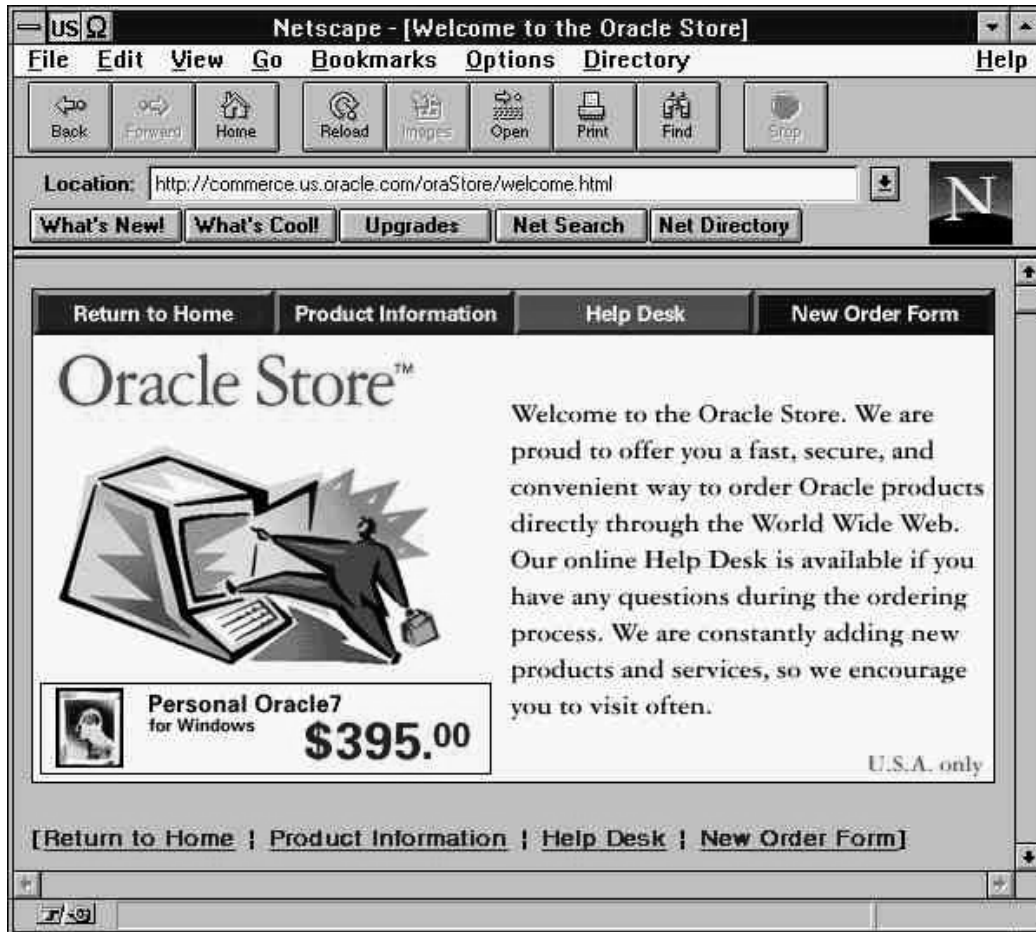 US Ω Netscape - [Welcome to the Oracle Store]
File Edit View Go Bookmarks Options Directory Help
Back Forward Home Reload Images Open Print Find Stop
Location: http://commerce.us.oracle.com/oraStore/welcome.html
N
What's New! What's Cool! Upgrades Net Search Net Directory
Return to Home Product Information Help Desk New Order Form
Oracle Store™
Welcome to the Oracle Store. We are
proud to offer you a fast, secure, and
convenient way to order Oracle products
directly through the World Wide Web.
Our online Help Desk is available if you
have any questions during the ordering
process. We are constantly adding new
products and services, so we encourage
you to visit often.
Personal Oracle7
for Windows
$395.00
U.S.A. only
[Return to Home ¦ Product Information ¦ Help Desk ¦ New Order Form]